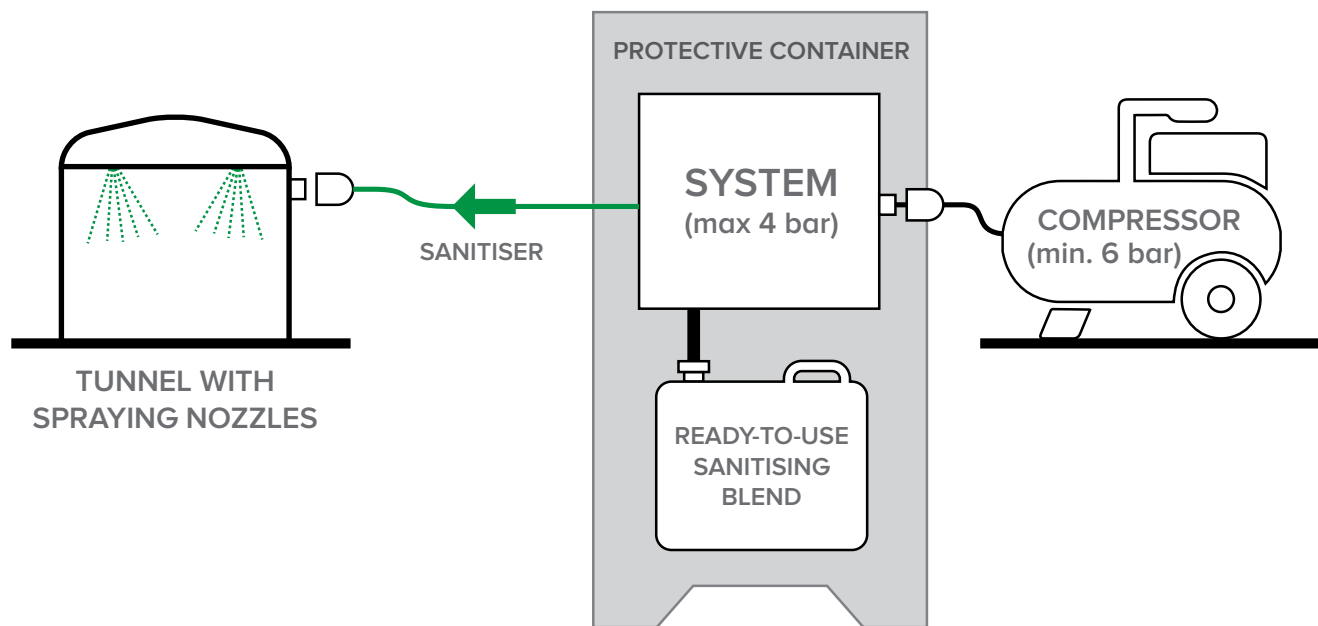 PROTECTIVE CONTAINER
SYSTEM
(max 4 bar)
COMPRESSOR
(min. 6 bar)
SANITISER
TUNNEL WITH
SPRAYING NOZZLES
READY-TO-USE
SANITISING
BLEND